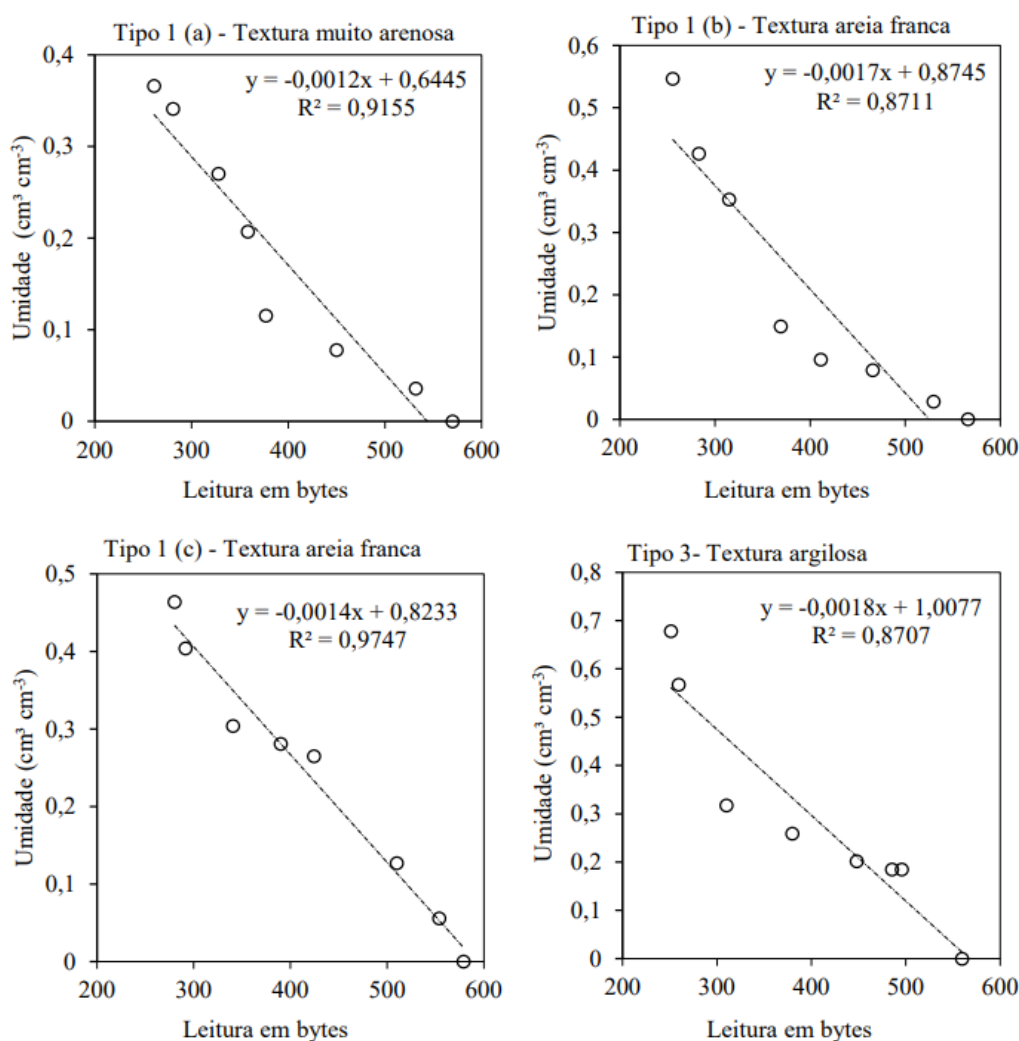 Tipo 1 (a) - Textura muito arenosa
y = -0,0012x + 0,6445
R² = 0,9155
Umidade (cm³ cm⁻³)
0,4
0,3
0,2
0,1
0
200 300 400 500 600
Leitura em bytes
Tipo 1 (b) - Textura areia franca
y = -0,0017x + 0,8745
R² = 0,8711
Umidade (cm³ cm⁻³)
0,6
0,5
0,4
0,3
0,2
0,1
0
200 300 400 500 600
Leitura em bytes
Tipo 1 (c) - Textura areia franca
y = -0,0014x + 0,8233
R² = 0,9747
Umidade (cm³ cm⁻³)
0,5
0,4
0,3
0,2
0,1
0
200 300 400 500 600
Leitura em bytes
Tipo 3- Textura argilosa
y = -0,0018x + 1,0077
R² = 0,8707
Umidade (cm³ cm⁻³)
0,8
0,7
0,6
0,5
0,4
0,3
0,2
0,1
0
200 300 400 500 600
Leitura em bytes